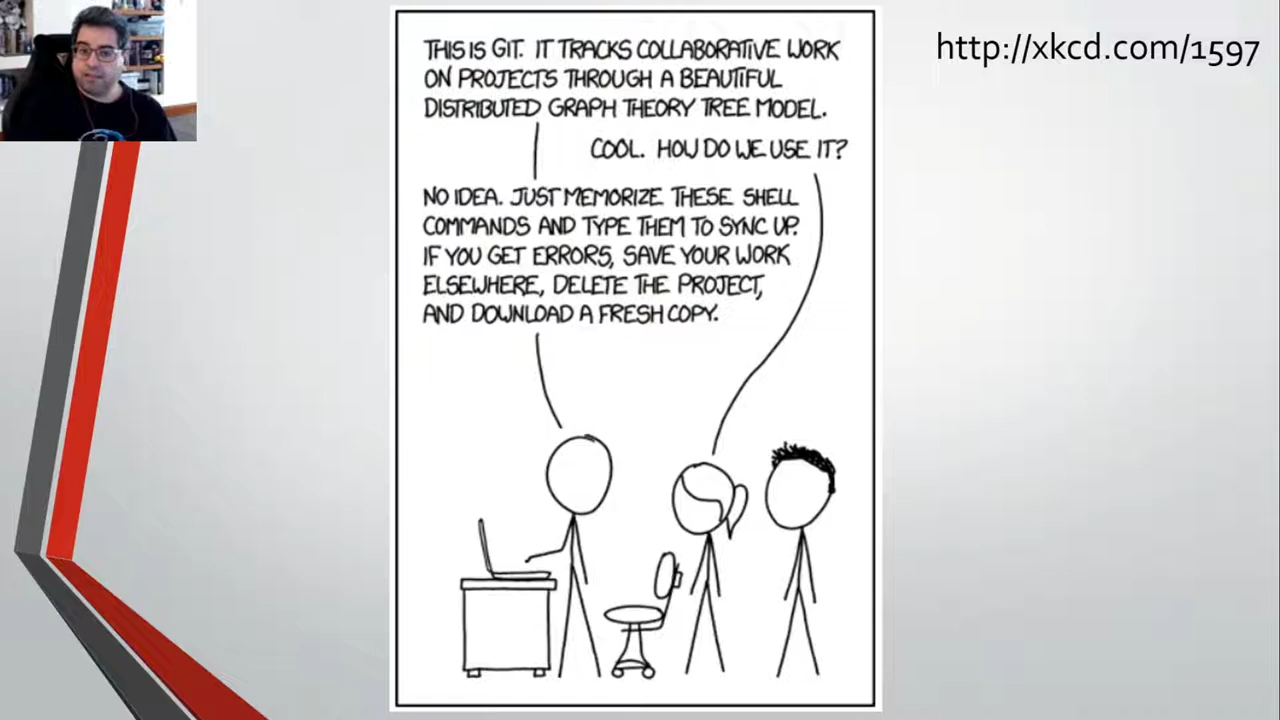 THIS IS GIT. IT TRACKS COLLABORATIVE WORK
ON PROJECTS THROUGH A BEAUTIFUL
DISTRIBUTED GRAPH THEORY TREE MODEL.
COOL. HOW DO WE USE IT?
NO IDEA. JUST MEMORIZE THESE SHELL
COMMANDS AND TYPE THEM TO SYNC UP.
IF YOU GET ERRORS, SAVE YOUR WORK
ELSEWHERE, DELETE THE PROJECT,
AND DOWNLOAD A FRESH COPY.
http://xkcd.com/1597